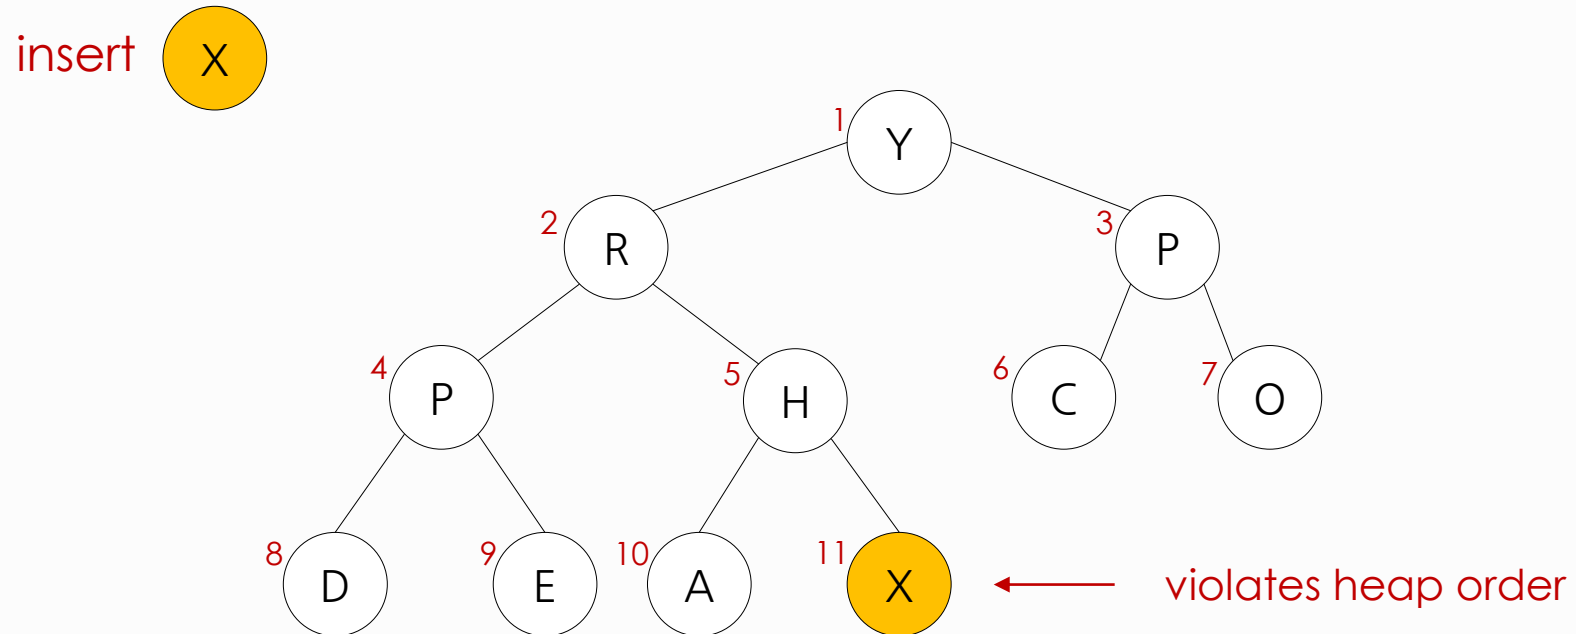 insert X
1 Y
2 R 3 P
4 P 5 H 6 C 7 O
8 D 9 E 10 A 11 X violates heap order